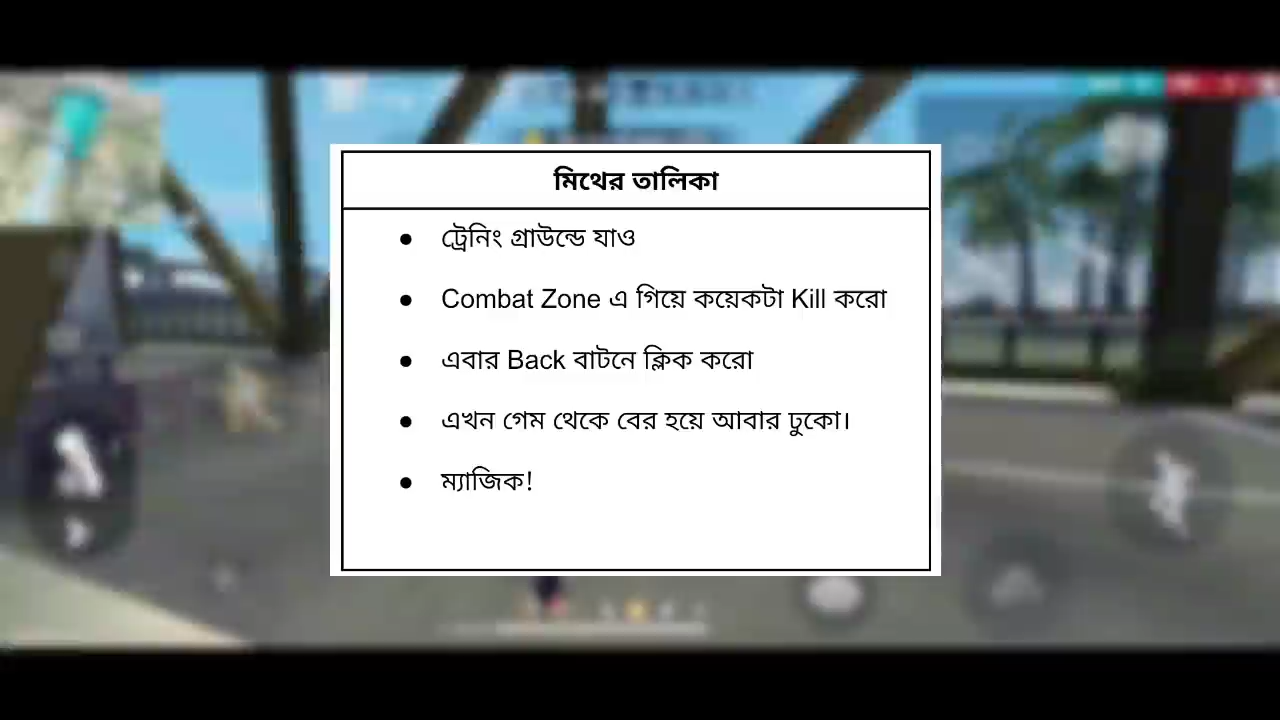 মিথের তালিকা
● ট্রেনিং গ্রাউন্ডে যাও
● Combat Zone এ গিয়ে কয়েকটা Kill করো
● এবার Back বাটনে ক্লিক করো
● এখন গেম থেকে বের হয়ে আবার ঢুকো।
● ম্যাজিক!